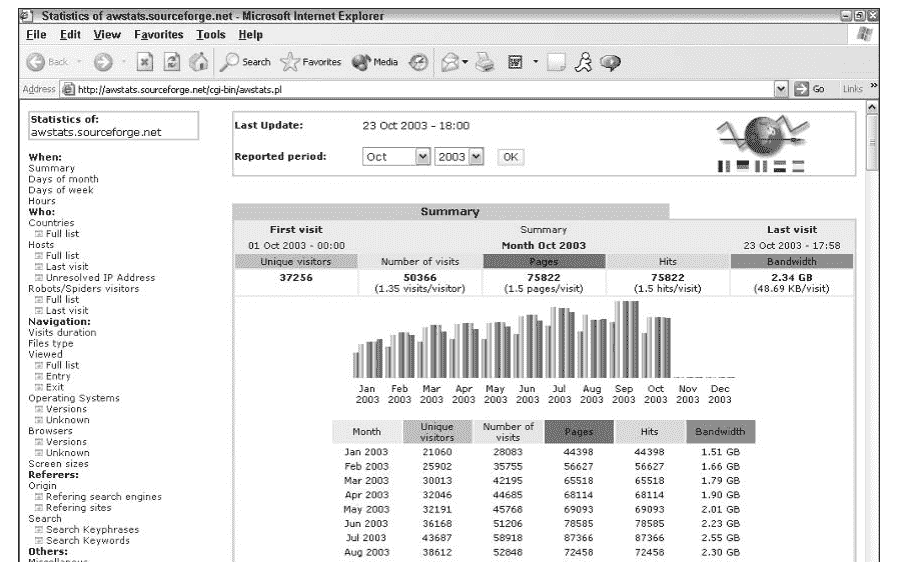 Statistics of awstats.sourceforge.net - Microsoft Internet Explorer
File Edit View Favorites Tools Help
Back Search Favorites Media
Address http://awstats.sourceforge.net/cgi-bin/awstats.pl Go Links »
Statistics of:
awstats.sourceforge.net
When:
Summary
Days of month
Days of week
Hours
Who:
Countries
Full list
Hosts
Full list
Last visit
Unresolved IP Address
Robots/Spiders visitors
Full list
Last visit
Navigation:
Visits duration
Files type
Viewed
Full list
Entry
Exit
Operating Systems
Versions
Unknown
Browsers
Versions
Unknown
Screen sizes
Referers:
Origin
Refering search engines
Refering sites
Search
Search Keyphrases
Search Keywords
Others:
Last Update: 23 Oct 2003 - 18:00
Reported period: Oct 2003 OK
Summary
First visit Summary Last visit
01 Oct 2003 - 00:00 Month Oct 2003 23 Oct 2003 - 17:58
Unique visitors Number of visits Pages Hits Bandwidth
37256 50366 75822 75822 2.34 GB
(1.35 visits/visitor) (1.5 pages/visit) (1.5 hits/visit) (48.69 KB/visit)
Jan Feb Mar Apr May Jun Jul Aug Sep Oct Nov Dec
2003 2003 2003 2003 2003 2003 2003 2003 2003 2003 2003 2003
Month Unique visitors Number of visits Pages Hits Bandwidth
Jan 2003 21060 28083 44398 44398 1.51 GB
Feb 2003 25902 35755 56627 56627 1.66 GB
Mar 2003 30013 42195 65518 65518 1.79 GB
Apr 2003 32046 44685 68114 68114 1.90 GB
May 2003 32191 45768 69093 69093 2.01 GB
Jun 2003 36168 51206 78585 78585 2.23 GB
Jul 2003 43687 58918 87366 87366 2.55 GB
Aug 2003 38612 52848 72458 72458 2.30 GB